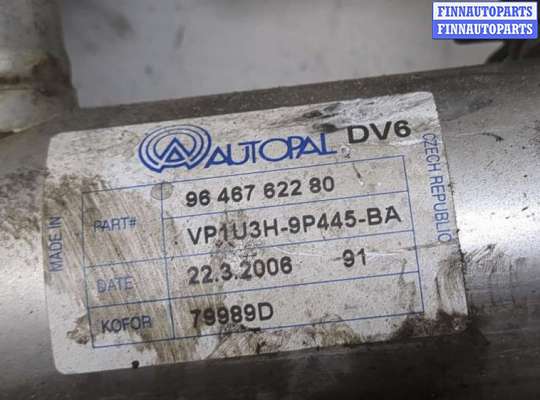 FINNAUTOPARTS
FINNAUTOPARTS
AUTOPAL DV6
MADE IN
CZECH REPUBLIC
96 467 622 80
PART# VP1U3H-9P445-BA
DATE 22.3.2006 91
KOFOR 79989D